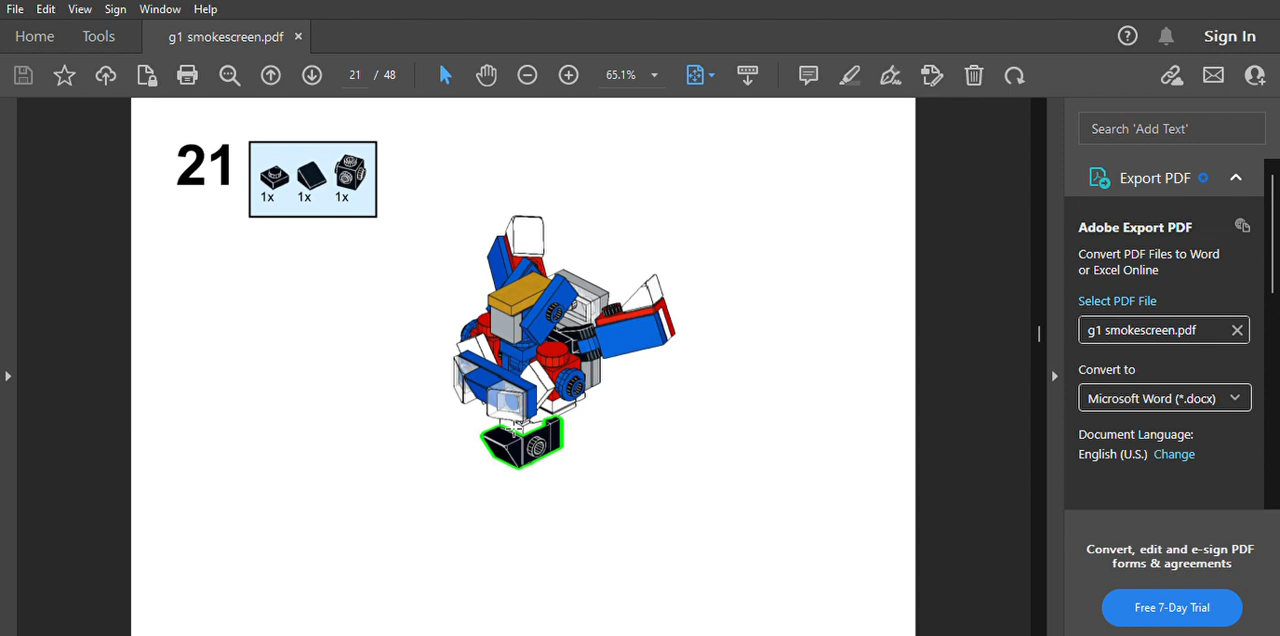 File Edit View Sign Window Help
Home Tools g1 smokescreen.pdf × Sign In
21 / 48 65.1%
Search 'Add Text'
21
1x 1x 1x
Export PDF
Adobe Export PDF
Convert PDF Files to Word
or Excel Online
Select PDF File
g1 smokescreen.pdf
Convert to
Microsoft Word (*.docx)
Document Language:
English (U.S.) Change
Convert, edit and e-sign PDF
forms & agreements
Free 7-Day Trial